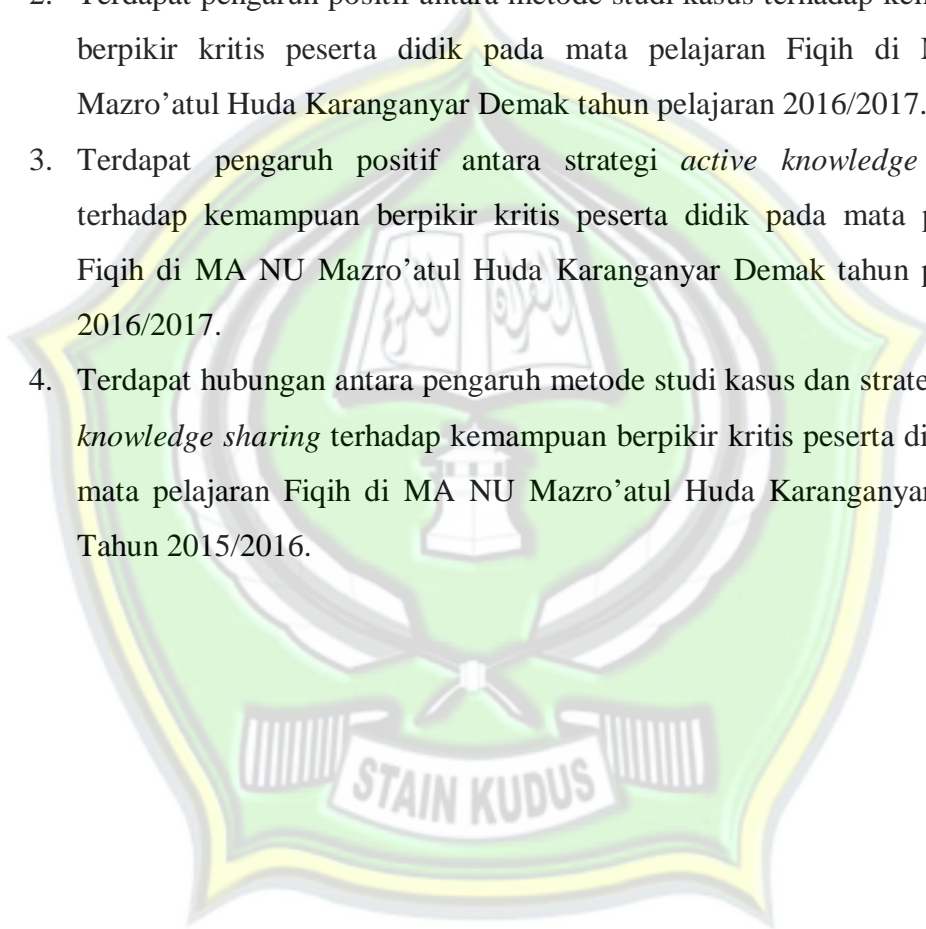 2. Terdapat pengaruh positif antara metode studi kasus terhadap
berpikir kritis peserta didik pada mata pelajaran Fiqih di
Mazro’atul Huda Karanganyar Demak tahun pelajaran 2016/2017.
3. Terdapat pengaruh positif antara strategi active knowledge
terhadap kemampuan berpikir kritis peserta didik pada mata
Fiqih di MA NU Mazro’atul Huda Karanganyar Demak tahun
2016/2017.
4. Terdapat hubungan antara pengaruh metode studi kasus dan
knowledge sharing terhadap kemampuan berpikir kritis peserta
mata pelajaran Fiqih di MA NU Mazro’atul Huda Karanganyar
Tahun 2015/2016.
STAIN KUDUS